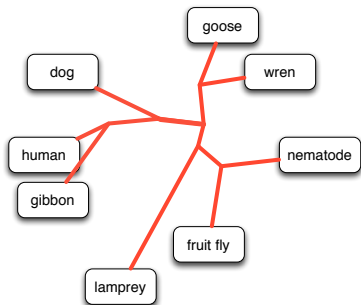 goose
dog
wren
human
nematode
gibbon
fruit fly
lamprey